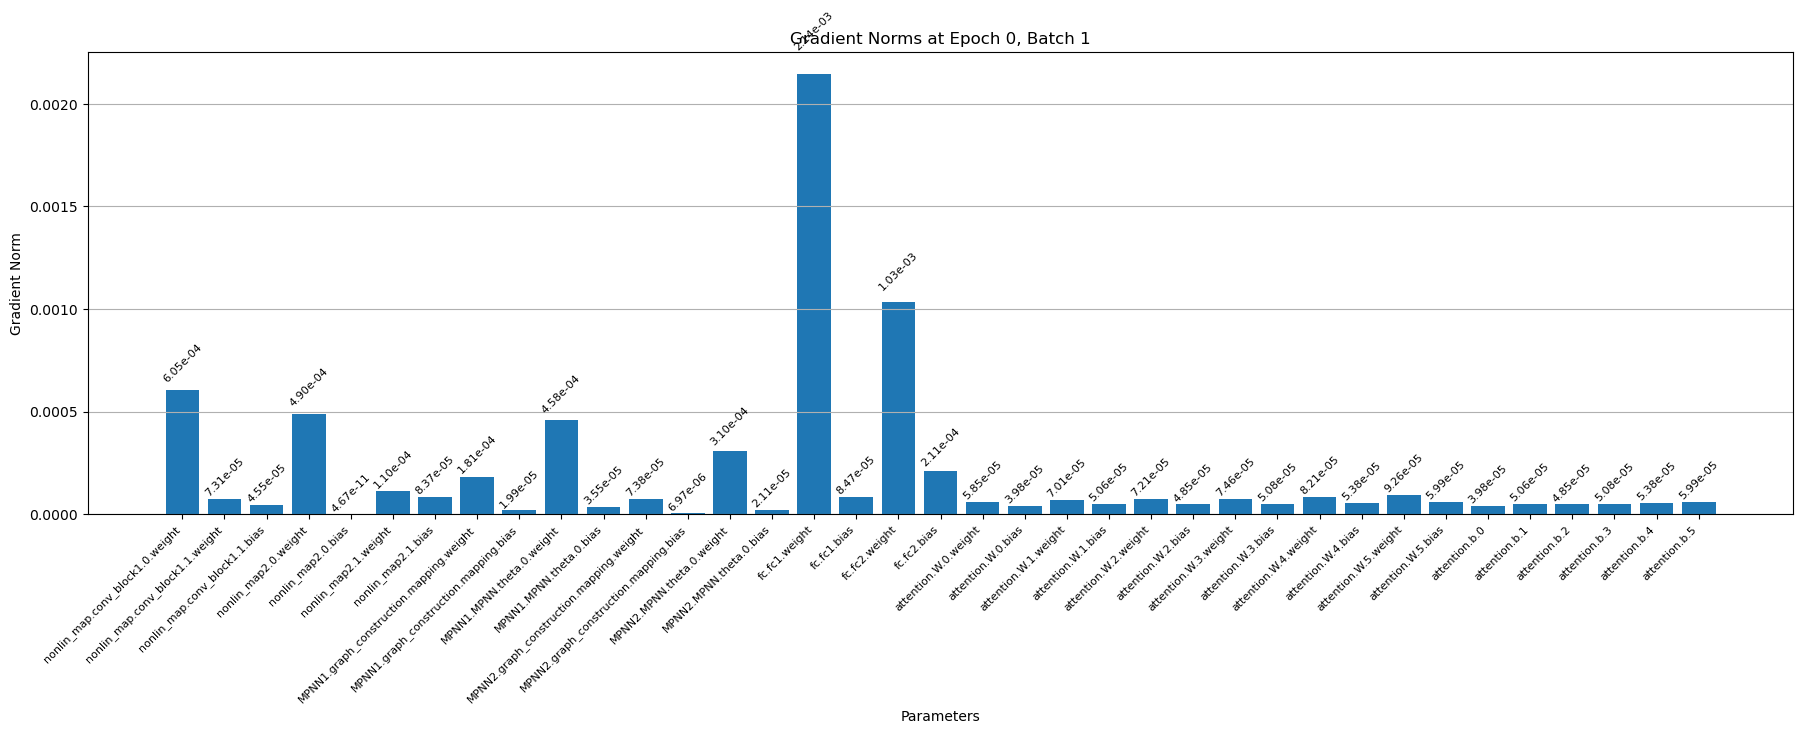 Gradient Norms at Epoch 0, Batch 1
Gradient Norm
0.0020
0.0015
0.0010
0.0005
0.0000
6.05e-04
7.31e-05
4.55e-05
4.90e-04
4.67e-11
1.10e-04
8.37e-05
1.81e-04
1.99e-05
4.58e-04
3.55e-05
7.38e-05
6.97e-06
3.10e-04
2.11e-05
8.47e-05
1.03e-03
2.11e-04
5.85e-05
3.98e-05
7.01e-05
5.06e-05
7.21e-05
4.85e-05
7.46e-05
5.08e-05
8.21e-05
5.38e-05
9.26e-05
5.99e-05
3.98e-05
5.06e-05
4.85e-05
5.08e-05
5.38e-05
5.99e-05
nonlin_map.conv_block1.0.weight
nonlin_map.conv_block1.1.weight
nonlin_map.conv_block1.1.bias
nonlin_map2.0.weight
nonlin_map2.0.bias
nonlin_map2.1.weight
nonlin_map2.1.bias
MPNN1.graph_construction.mapping.weight
MPNN1.graph_construction.mapping.bias
MPNN1.MPNN.theta.0.weight
MPNN1.MPNN.theta.0.bias
MPNN2.graph_construction.mapping.weight
MPNN2.graph_construction.mapping.bias
MPNN2.MPNN.theta.0.weight
MPNN2.MPNN.theta.0.bias
fc.fc1.weight
fc.fc1.bias
fc.fc2.weight
fc.fc2.bias
attention.W.0.weight
attention.W.0.bias
attention.W.1.weight
attention.W.1.bias
attention.W.2.weight
attention.W.2.bias
attention.W.3.weight
attention.W.3.bias
attention.W.4.weight
attention.W.4.bias
attention.W.5.weight
attention.W.5.bias
attention.b.0
attention.b.1
attention.b.2
attention.b.3
attention.b.4
attention.b.5
Parameters